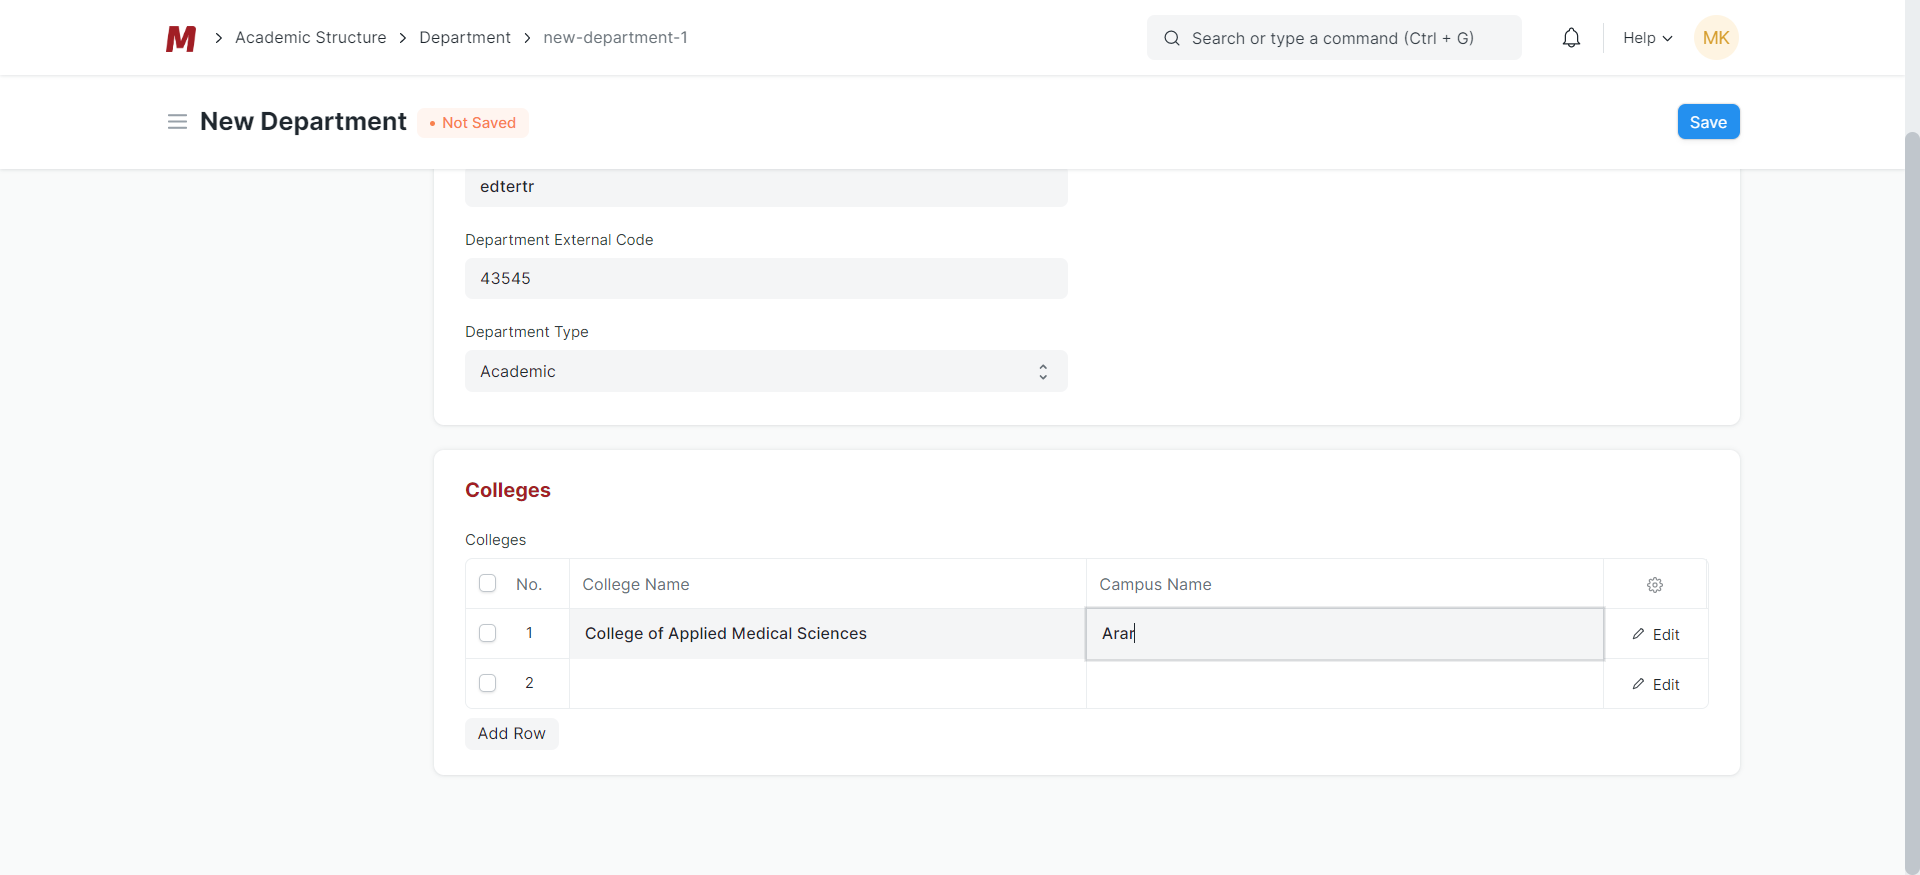 M
Academic Structure
Department
new-department-1
Search or type a command (Ctrl + G)
Help
MK
New Department
Not Saved
Save
edtertr
Department External Code
43545
Department Type
Academic
Colleges
Colleges
No. College Name Campus Name
1 College of Applied Medical Sciences Arar Edit
2 Edit
Add Row